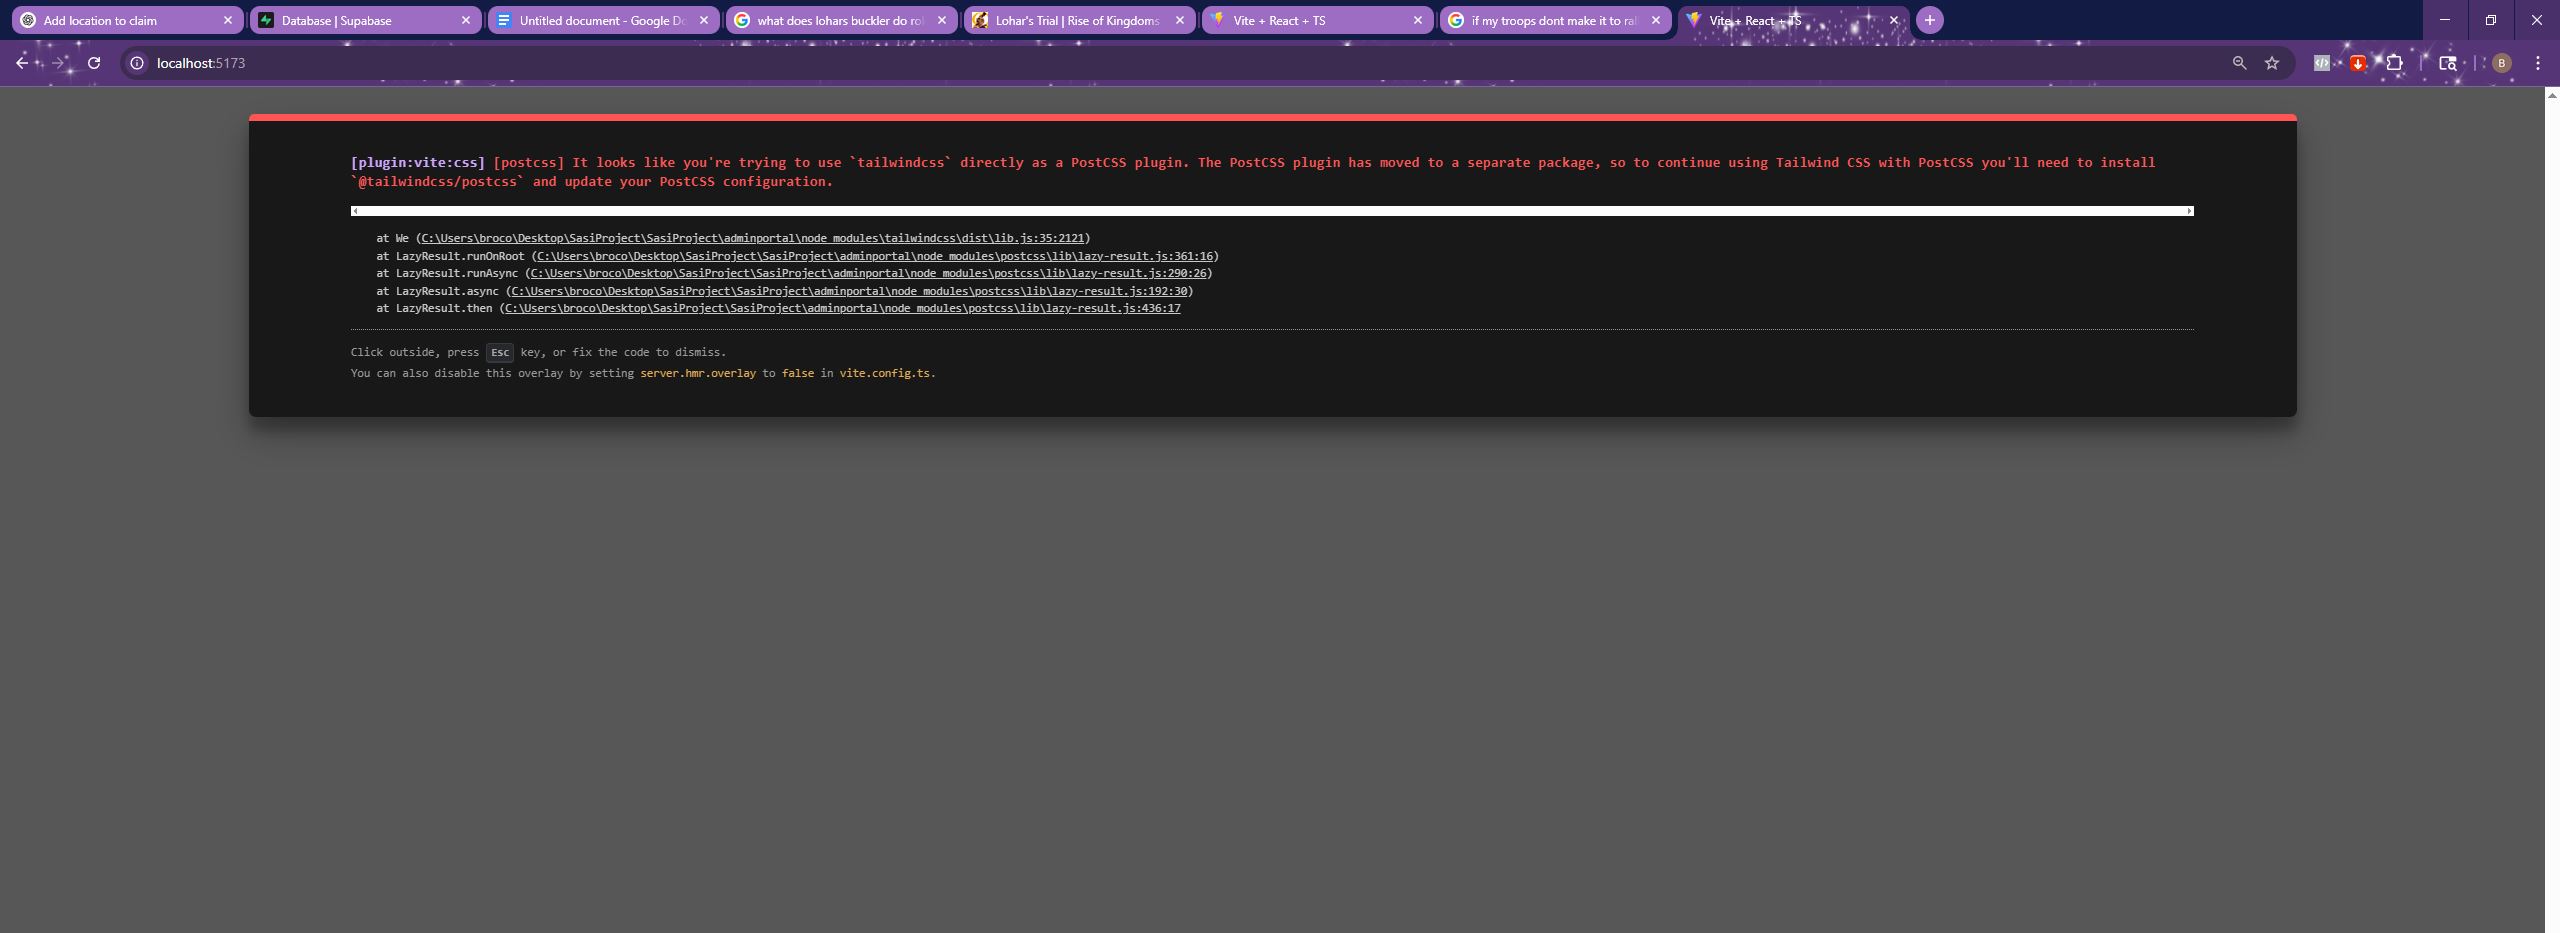 Add location to claim
Database | Supabase
Untitled document - Google Do
what does lohars buckler do ro
Lohar's Trial | Rise of Kingdoms
Vite + React + TS
if my troops dont make it to ral
Vite + React + TS
localhost:5173
B
[plugin:vite:css] [postcss] It looks like you're trying to use `tailwindcss` directly as a PostCSS plugin. The PostCSS plugin has moved to a separate package, so to continue using Tailwind CSS with PostCSS you'll need to install
`@tailwindcss/postcss` and update your PostCSS configuration.
at We (C:\Users\broco\Desktop\SasiProject\SasiProject\adminportal\node_modules\tailwindcss\dist\lib.js:35:2121)
at LazyResult.runOnRoot (C:\Users\broco\Desktop\SasiProject\SasiProject\adminportal\node_modules\postcss\lib\lazy-result.js:361:16)
at LazyResult.runAsync (C:\Users\broco\Desktop\SasiProject\SasiProject\adminportal\node_modules\postcss\lib\lazy-result.js:290:26)
at LazyResult.async (C:\Users\broco\Desktop\SasiProject\SasiProject\adminportal\node_modules\postcss\lib\lazy-result.js:192:30)
at LazyResult.then (C:\Users\broco\Desktop\SasiProject\SasiProject\adminportal\node_modules\postcss\lib\lazy-result.js:436:17
Click outside, press Esc key, or fix the code to dismiss.
You can also disable this overlay by setting server.hmr.overlay to false in vite.config.ts.